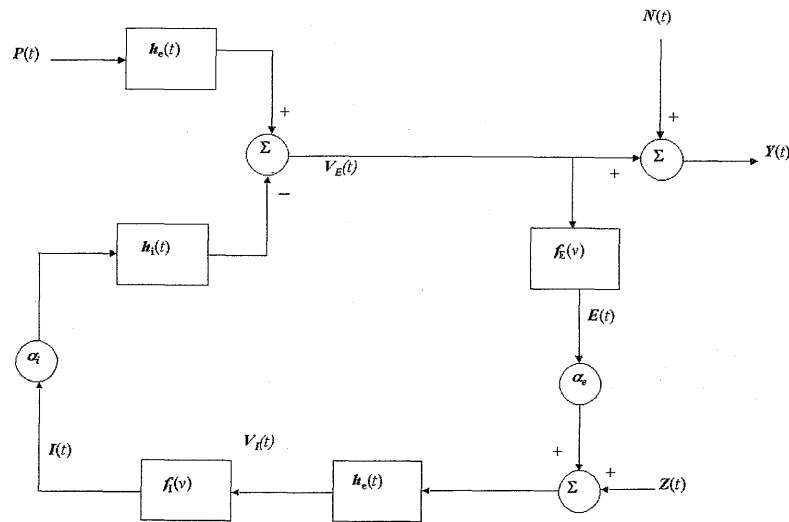 N(t)
P(t)
h_e(t)
+
+
Σ
Σ
Y(t)
V_E(t)
+
−
h_i(t)
f_E(v)
E(t)
α_i
α_e
V_I(t)
I(t)
+
+
f_I(v)
h_e(t)
Σ
Z(t)